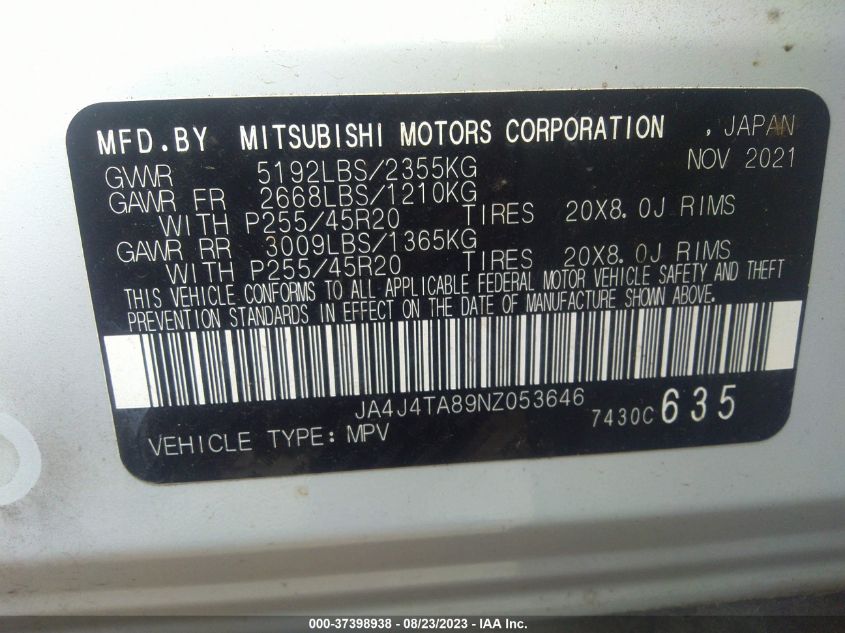 MFD.BY MITSUBISHI MOTORS CORPORATION , JAPAN
NOV 2021
GVWR 5192LBS/2355KG
GAWR FR 2668LBS/1210KG
WITH P255/45R20 TIRES 20X8.0J RIMS
GAWR RR 3009LBS/1365KG
WITH P255/45R20 TIRES 20X8.0J RIMS
THIS VEHICLE CONFORMS TO ALL APPLICABLE FEDERAL MOTOR VEHICLE SAFETY AND THEFT
PREVENTION STANDARDS IN EFFECT ON THE DATE OF MANUFACTURE SHOWN ABOVE.
JA4J4TA89NZ053646
7430C 635
VEHICLE TYPE: MPV
000-37398938 - 08/23/2023 - IAAI.COM